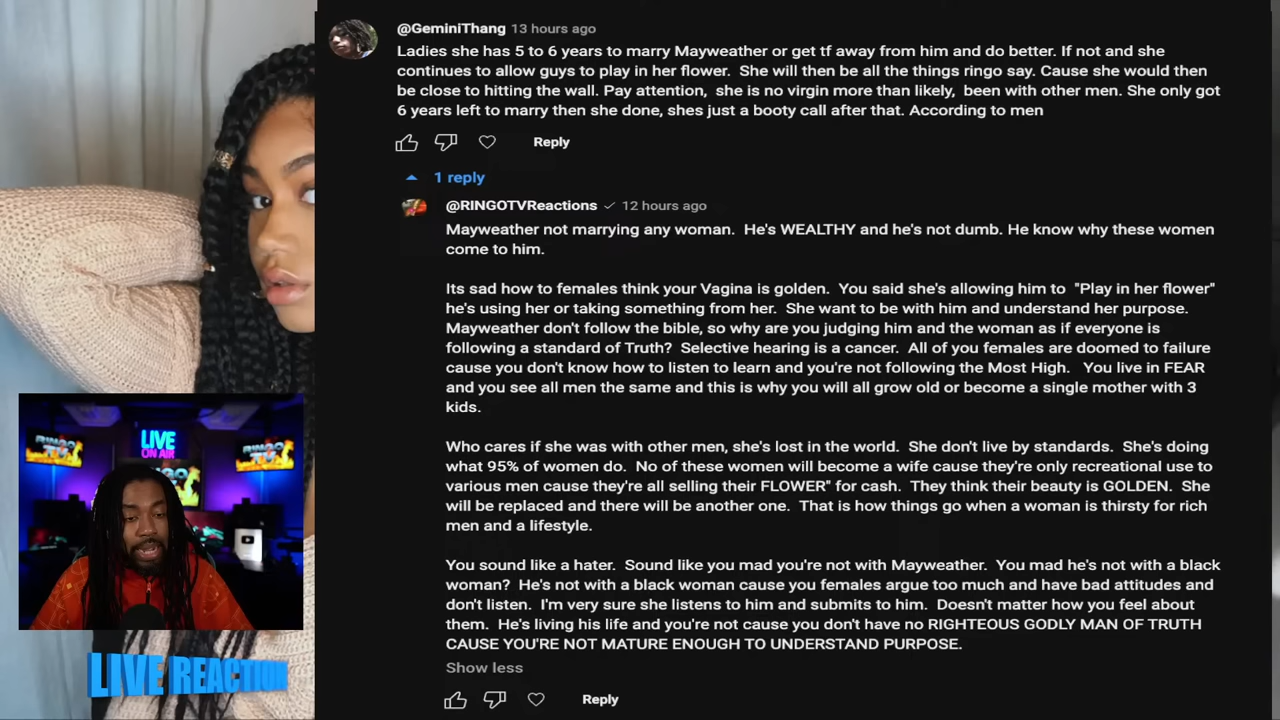 @GeminiThang 13 hours ago
Ladies she has 5 to 6 years to marry Mayweather or get tf away from him and do better. If not and she
continues to allow guys to play in her flower. She will then be all the things ringo say. Cause she would then
be close to hitting the wall. Pay attention, she is no virgin more than likely, been with other men. She only got
6 years left to marry then she done, shes just a booty call after that. According to men
Reply
1 reply
@RINGOTVReactions 12 hours ago
Mayweather not marrying any woman. He's WEALTHY and he's not dumb. He know why these women
come to him.
Its sad how to females think your Vagina is golden. You said she's allowing him to "Play in her flower"
he's using her or taking something from her. She want to be with him and understand her purpose.
Mayweather don't follow the bible, so why are you judging him and the woman as if everyone is
following a standard of Truth? Selective hearing is a cancer. All of you females are doomed to failure
cause you don't know how to listen to learn and you're not following the Most High. You live in FEAR
and you see all men the same and this is why you will all grow old or become a single mother with 3
kids.
Who cares if she was with other men, she's lost in the world. She don't live by standards. She's doing
what 95% of women do. No of these women will become a wife cause they're only recreational use to
various men cause they're all selling their FLOWER" for cash. They think their beauty is GOLDEN. She
will be replaced and there will be another one. That is how things go when a woman is thirsty for rich
men and a lifestyle.
You sound like a hater. Sound like you mad you're not with Mayweather. You mad he's not with a black
woman? He's not with a black woman cause you females argue too much and have bad attitudes and
don't listen. I'm very sure she listens to him and submits to him. Doesn't matter how you feel about
them. He's living his life and you're not cause you don't have no RIGHTEOUS GODLY MAN OF TRUTH
CAUSE YOU'RE NOT MATURE ENOUGH TO UNDERSTAND PURPOSE.
Show less
Reply
LIVE
ON AIR
RINGO
TV
LIVE REACTION